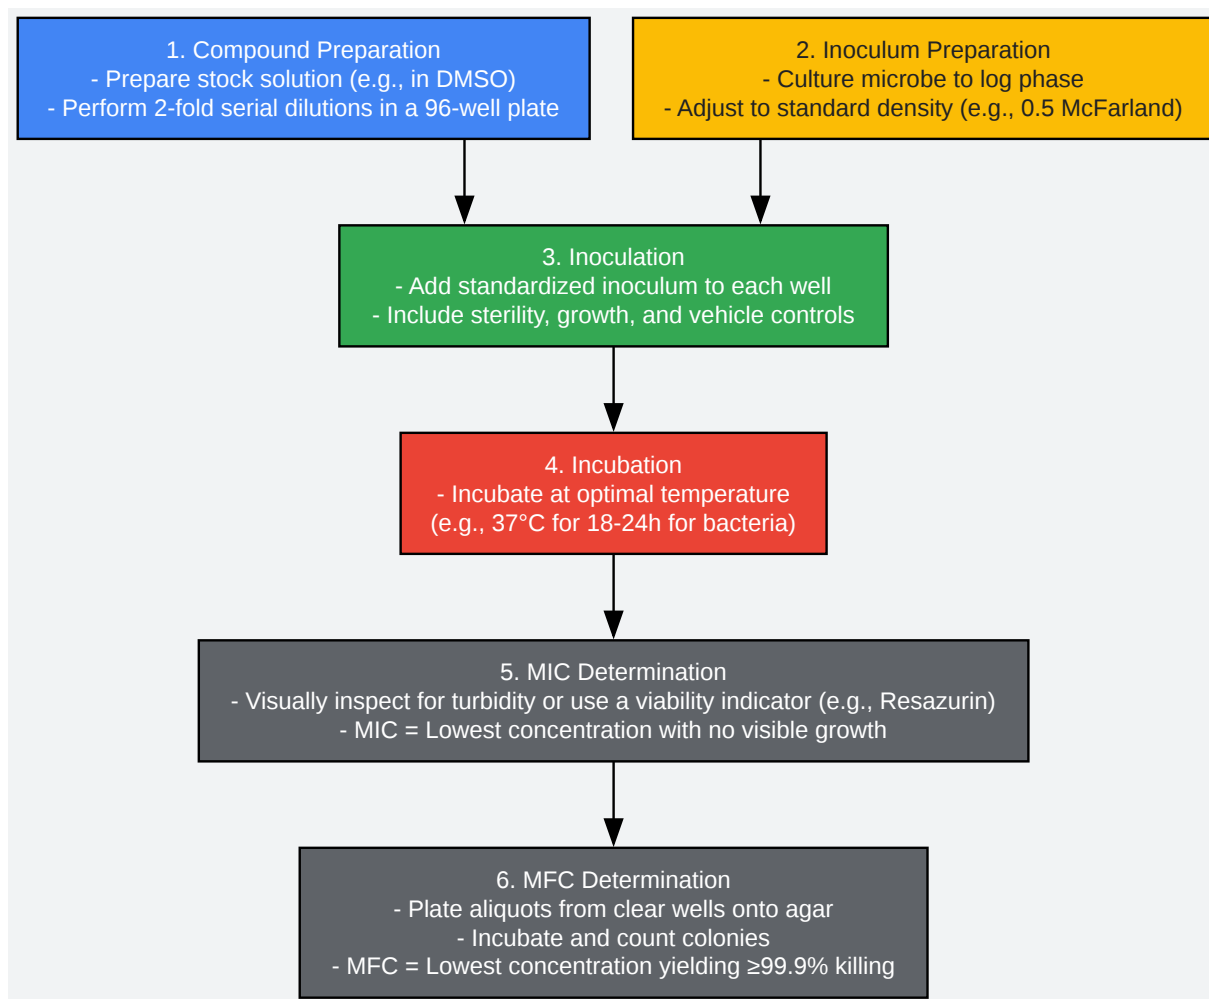 1. Compound Preparation
- Prepare stock solution (e.g., in DMSO)
- Perform 2-fold serial dilutions in a 96-well plate
2. Inoculum Preparation
- Culture microbe to log phase
- Adjust to standard density (e.g., 0.5 McFarland)
3. Inoculation
- Add standardized inoculum to each well
- Include sterility, growth, and vehicle controls
4. Incubation
- Incubate at optimal temperature
(e.g., 37°C for 18-24h for bacteria)
5. MIC Determination
- Visually inspect for turbidity or use a viability indicator (e.g., Resazurin)
- MIC = Lowest concentration with no visible growth
6. MFC Determination
- Plate aliquots from clear wells onto agar
- Incubate and count colonies
- MFC = Lowest concentration yielding ≥99.9% killing